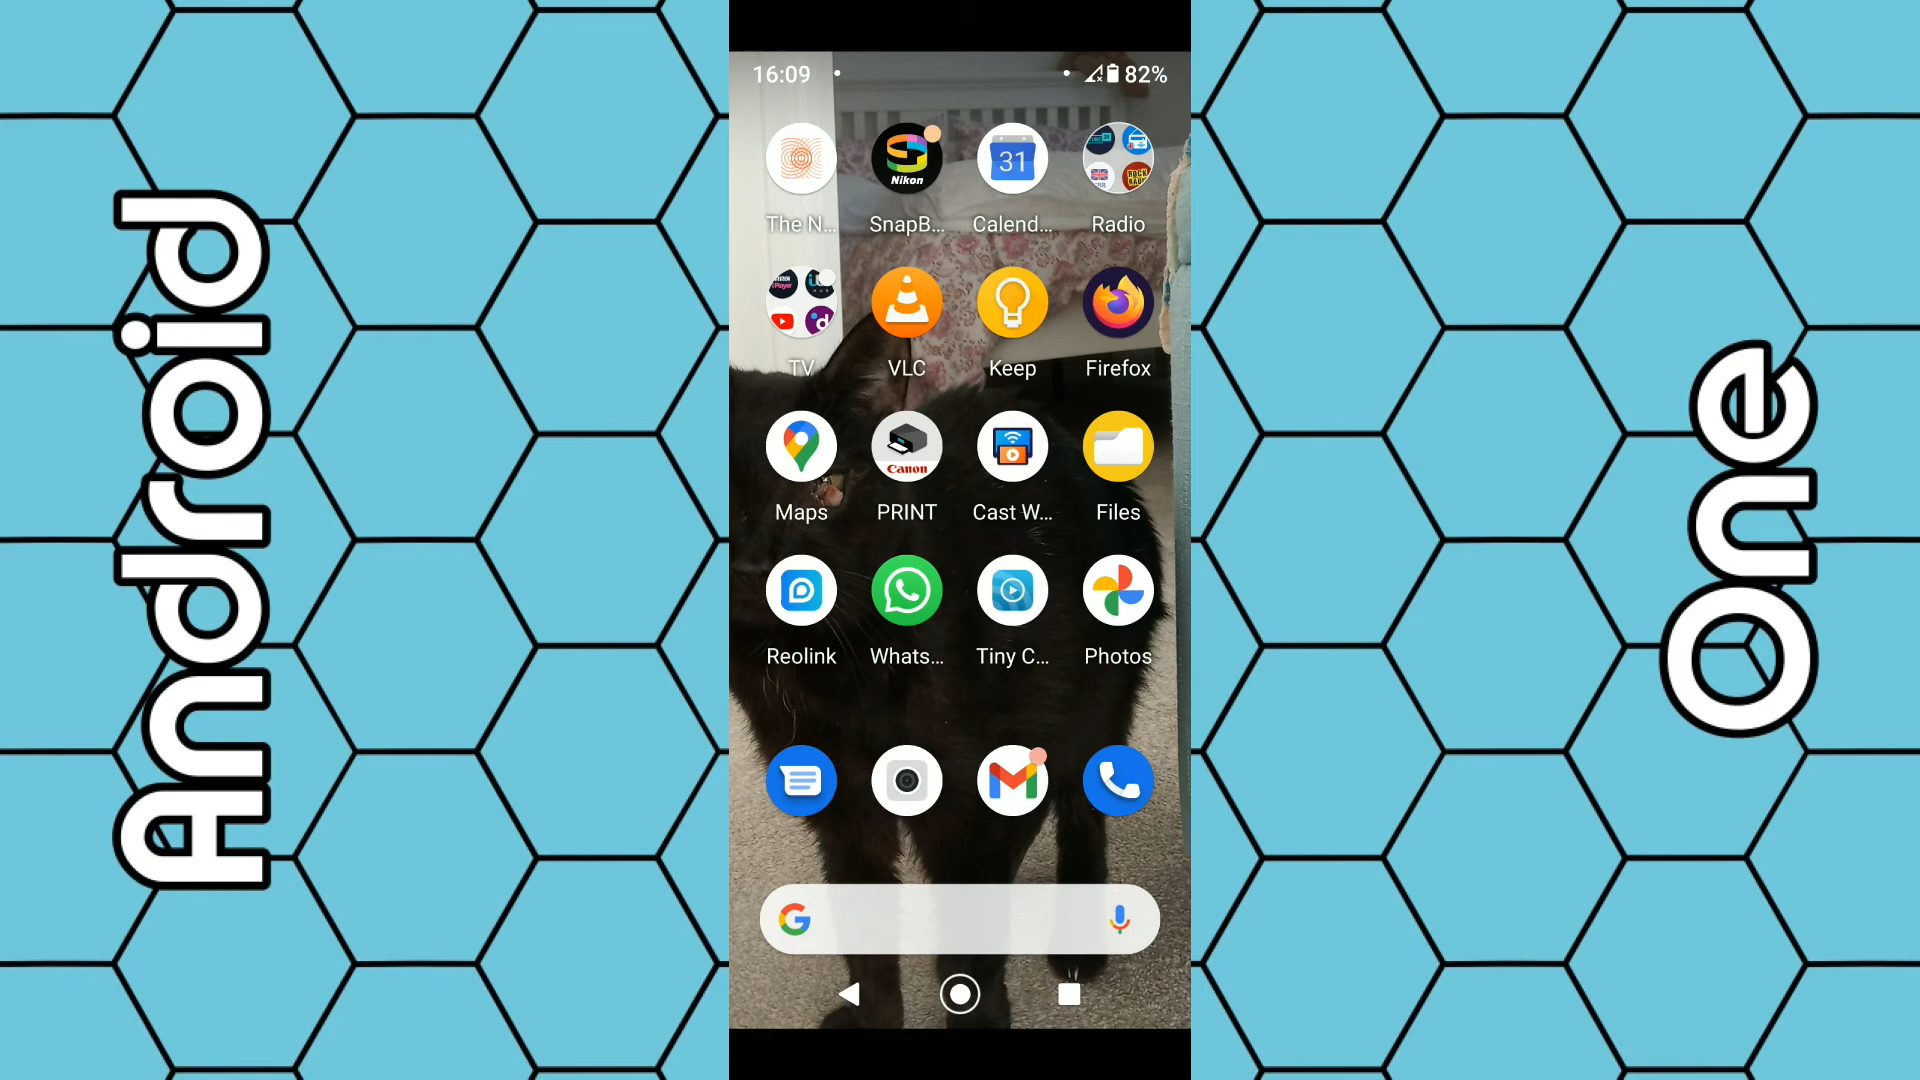 Android
One
16:09
82%
Nikon
31
The N...
SnapB...
Calend...
Radio
TV
VLC
Keep
Firefox
Canon
Maps
PRINT
Cast W...
Files
Reolink
Whats...
Tiny C...
Photos